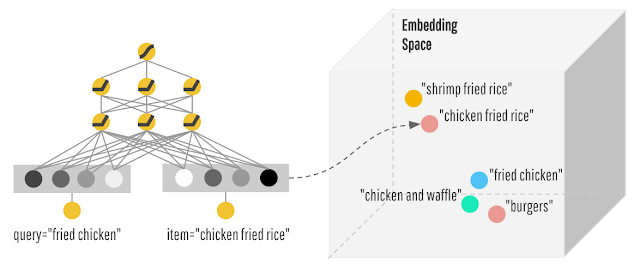 Embedding
Space
"shrimp fried rice"
"chicken fried rice"
"fried chicken"
"chicken and waffle"
"burgers"
query="fried chicken"
item="chicken fried rice"